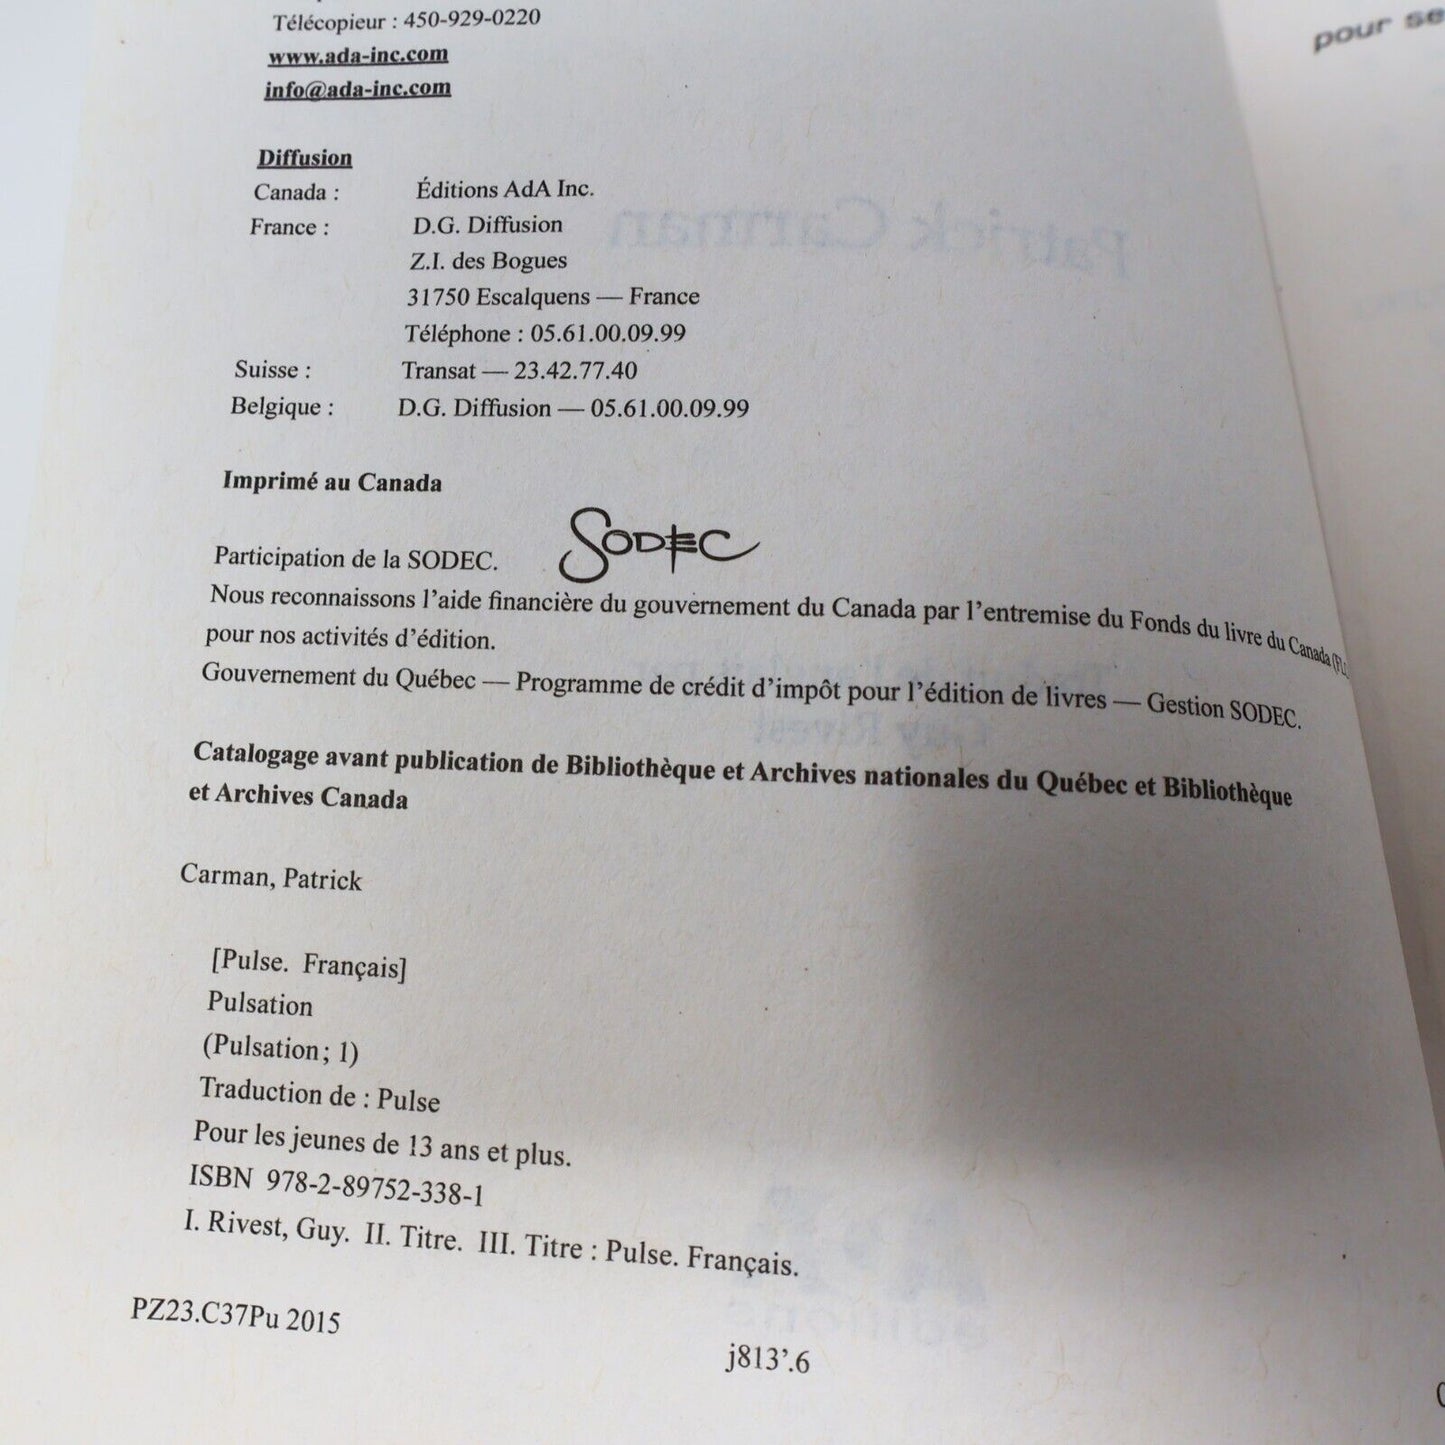 Télécopieur : 450-929-0220
www.ada-inc.com
info@ada-inc.com
Diffusion
Canada : Éditions AdA Inc.
France : D.G. Diffusion
Z.I. des Bogues
31750 Escalquens — France
Téléphone : 05.61.00.09.99
Suisse : Transat — 23.42.77.40
Belgique : D.G. Diffusion — 05.61.00.09.99
Imprimé au Canada
Participation de la SODEC. SODEC
Nous reconnaissons l’aide financière du gouvernement du Canada par l’entremise du Fonds du livre du Canada
pour nos activités d’édition.
Gouvernement du Québec — Programme de crédit d’impôt pour l’édition de livres — Gestion SODEC.
Catalogage avant publication de Bibliothèque et Archives nationales du Québec et Bibliothèque
et Archives Canada
Carman, Patrick
[Pulse. Français]
Pulsation
(Pulsation ; 1)
Traduction de : Pulse
Pour les jeunes de 13 ans et plus.
ISBN 978-2-89752-338-1
I. Rivest, Guy. II. Titre. III. Titre : Pulse. Français.
PZ23.C37Pu 2015
j813’.6
pour se
Patrick Carman
Guy Rivest